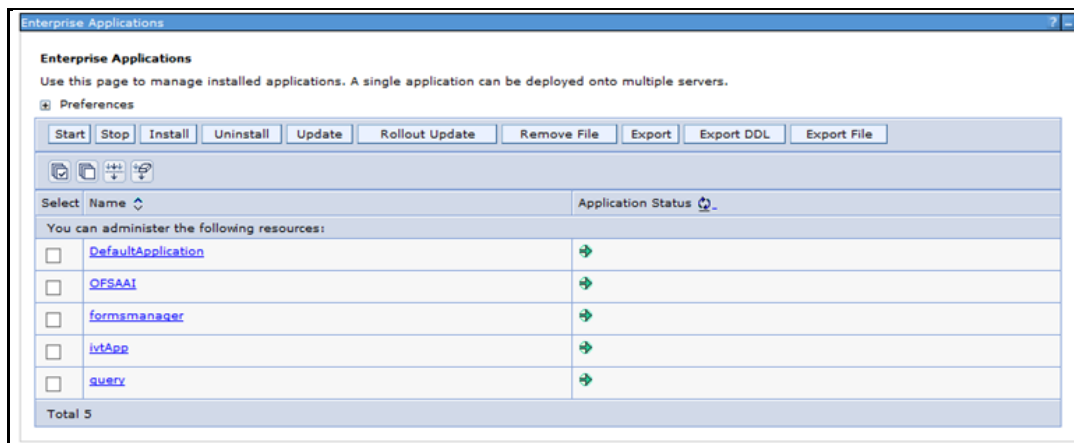 Enterprise Applications ? -
Enterprise Applications
Use this page to manage installed applications. A single application can be deployed onto multiple servers.
Preferences
Start Stop Install Uninstall Update Rollout Update Remove File Export Export DDL Export File
Select Name Application Status
You can administer the following resources:
DefaultApplication
OFSAAI
formsmanager
ivtApp
query
Total 5